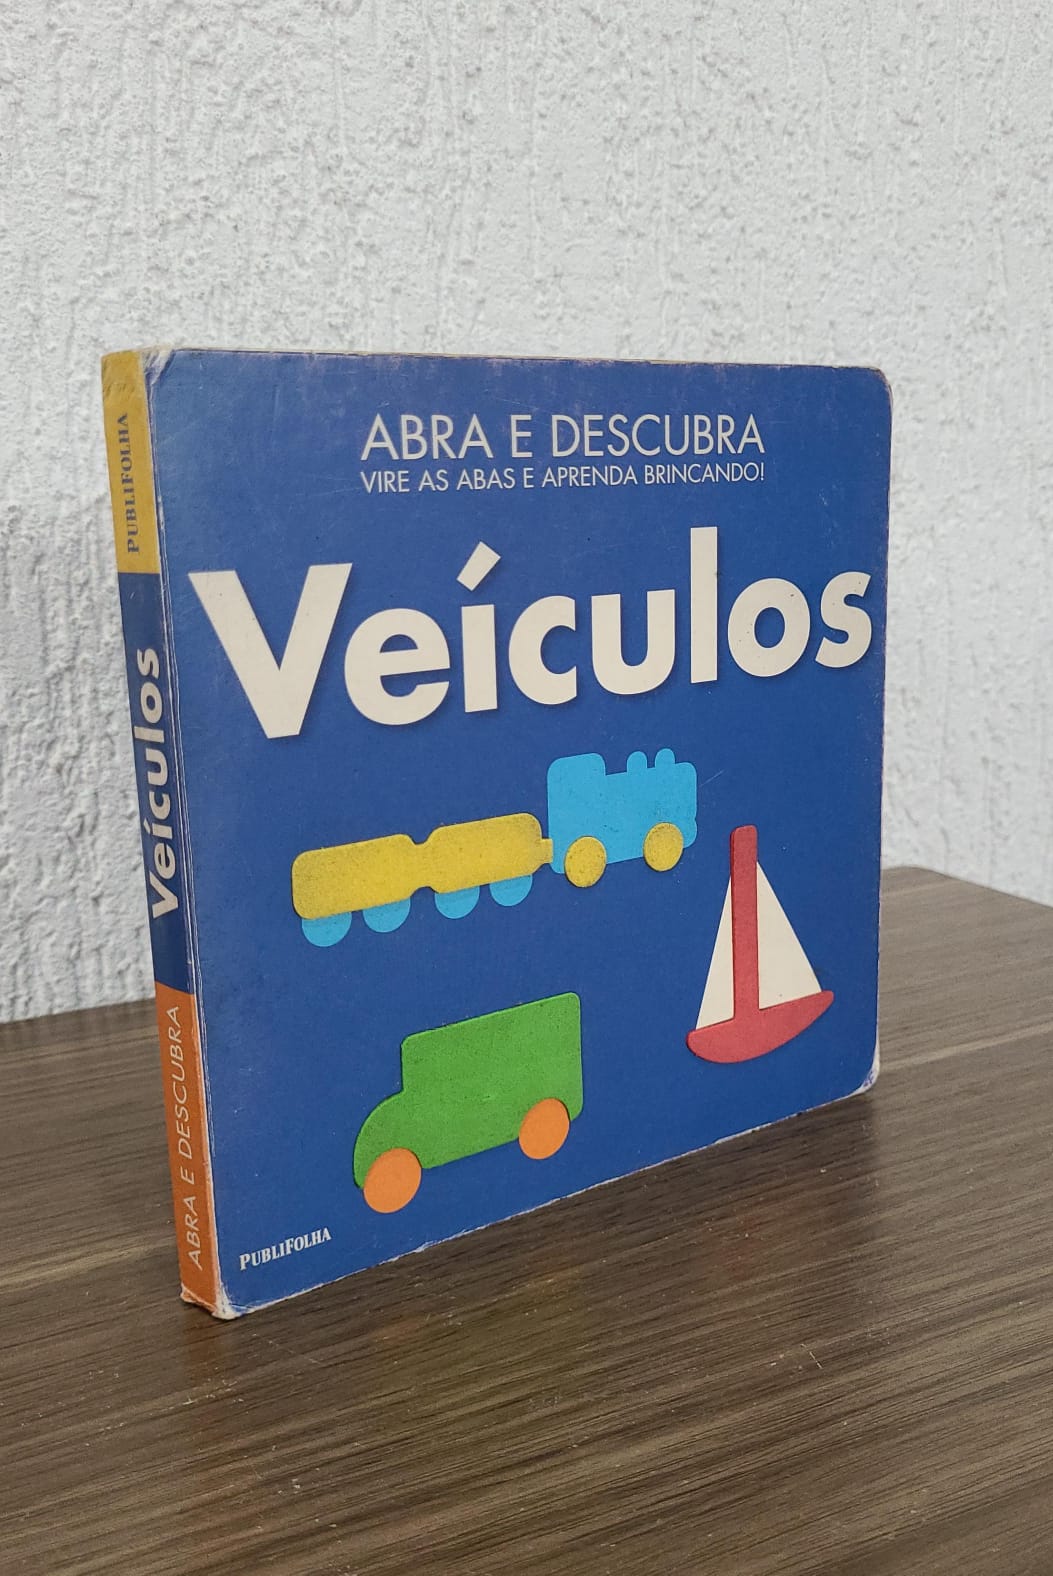 ABRA E DESCUBRA
VIRE AS ABAS E APRENDA BRINCANDO!
Veículos
PUBLIFOLHA
PUBLIFOLHA
Veículos
ABRA E DESCUBRA